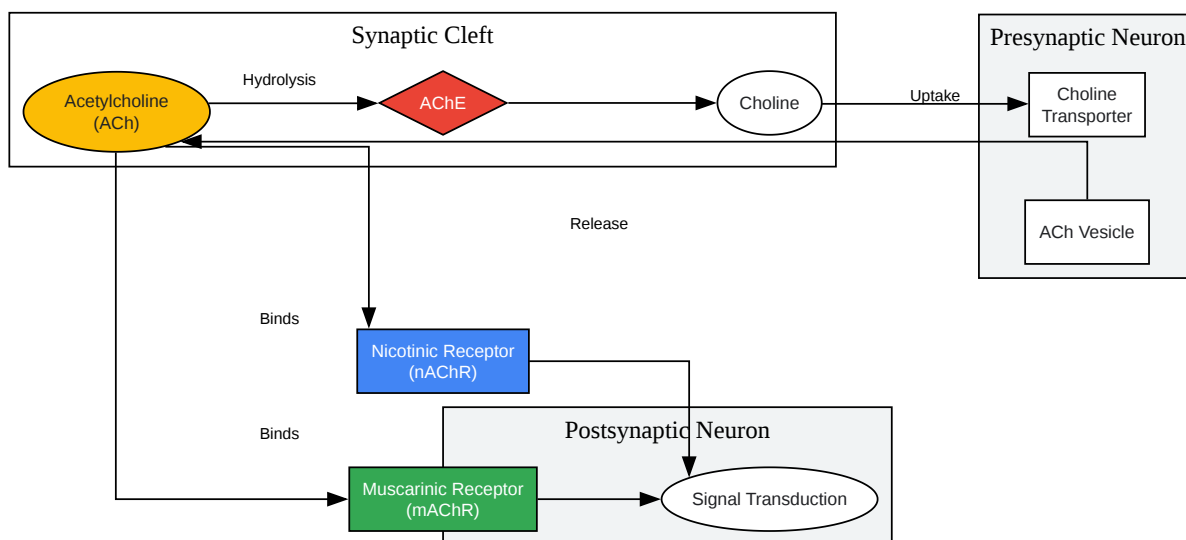 Synaptic Cleft
Presynaptic Neuron
Hydrolysis
Acetylcholine
(ACh)
AChE
Choline
Uptake
Choline
Transporter
Release
ACh Vesicle
Binds
Nicotinic Receptor
(nAChR)
Binds
Postsynaptic Neuron
Muscarinic Receptor
(mAChR)
Signal Transduction